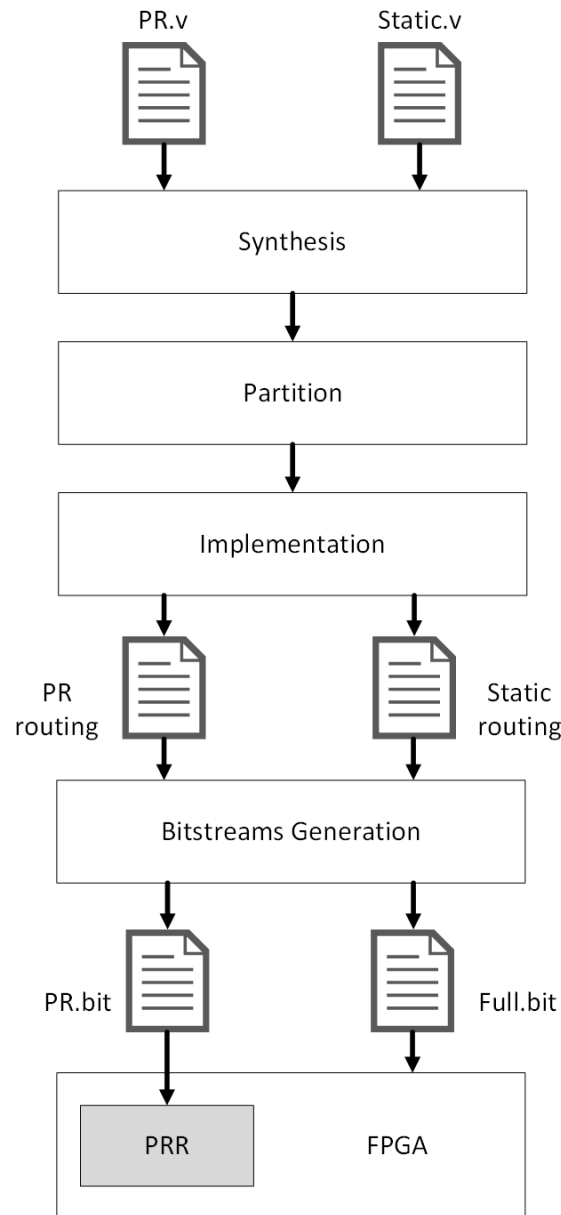 PR.v
Static.v
Synthesis
Partition
Implementation
PR
routing
Static
routing
Bitstreams Generation
PR.bit
Full.bit
PRR
FPGA